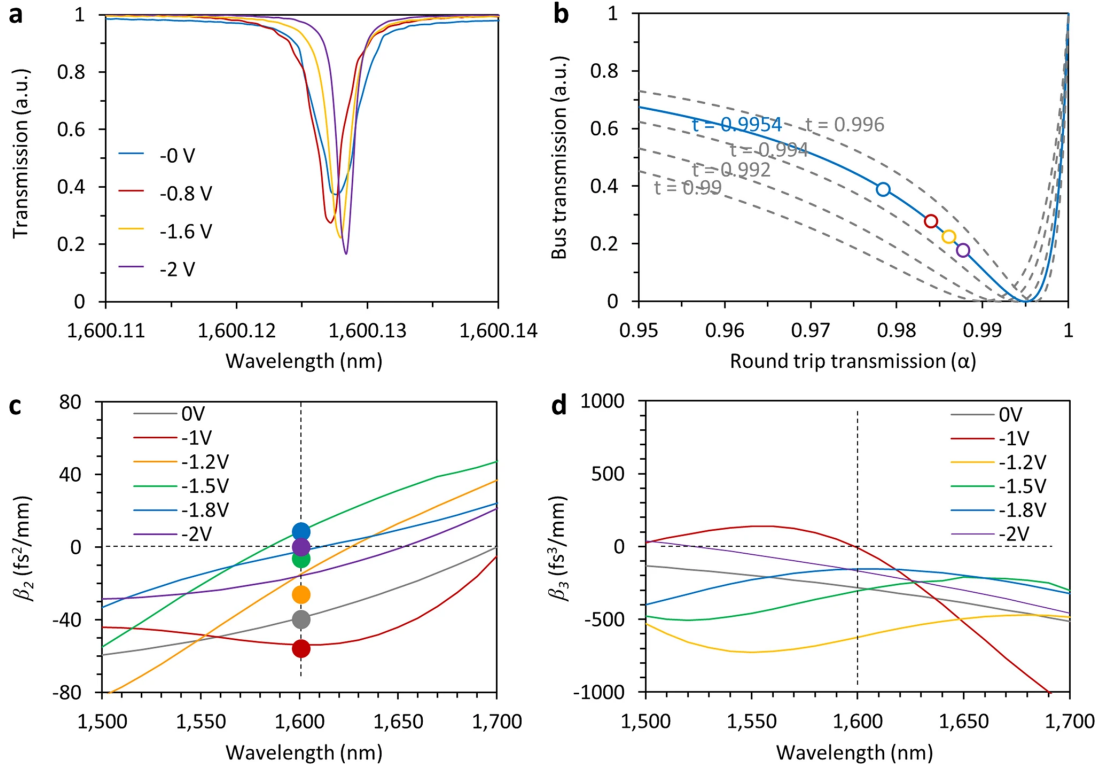 a
Transmission (a.u.)
1
0.8
0.6
0.4
0.2
0
-0 V
-0.8 V
-1.6 V
-2 V
1,600.11
1,600.12
1,600.13
1,600.14
Wavelength (nm)
b
Bus transmission (a.u.)
1
0.8
0.6
0.4
0.2
0
t = 0.9954
t = 0.996
t = 0.994
t = 0.992
t = 0.99
0.95
0.96
0.97
0.98
0.99
1
Round trip transmission (α)
c
β2 (fs²/mm)
80
40
0
-40
-80
0V
-1V
-1.2V
-1.5V
-1.8V
-2V
1,500
1,550
1,600
1,650
1,700
Wavelength (nm)
d
β3 (fs³/mm)
1000
500
0
-500
-1000
0V
-1V
-1.2V
-1.5V
-1.8V
-2V
1,500
1,550
1,600
1,650
1,700
Wavelength (nm)